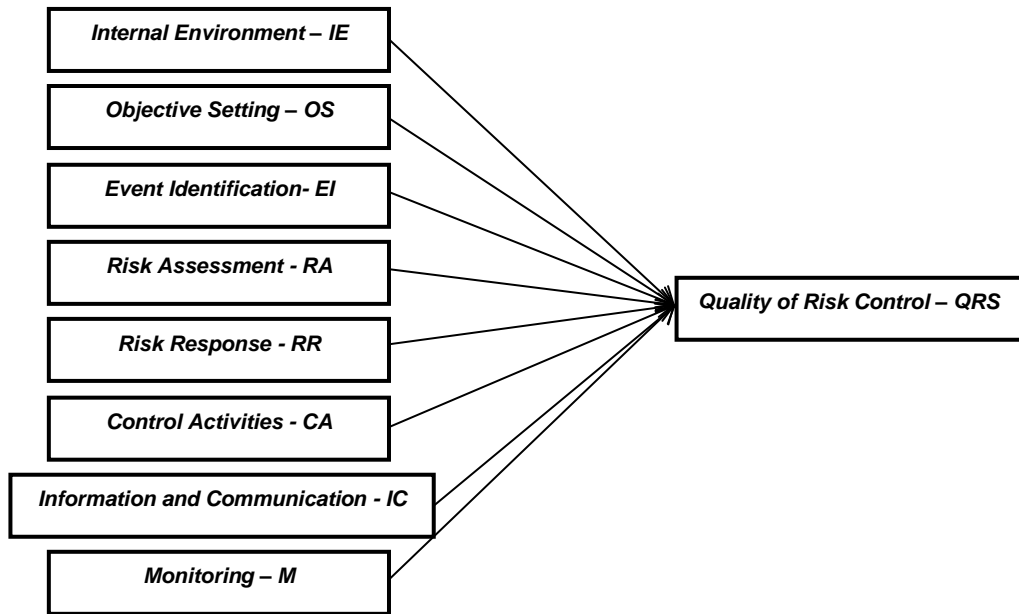 Internal Environment – IE
Objective Setting – OS
Event Identification- EI
Risk Assessment - RA
Risk Response - RR
Control Activities - CA
Information and Communication - IC
Monitoring – M
Quality of Risk Control – QRS